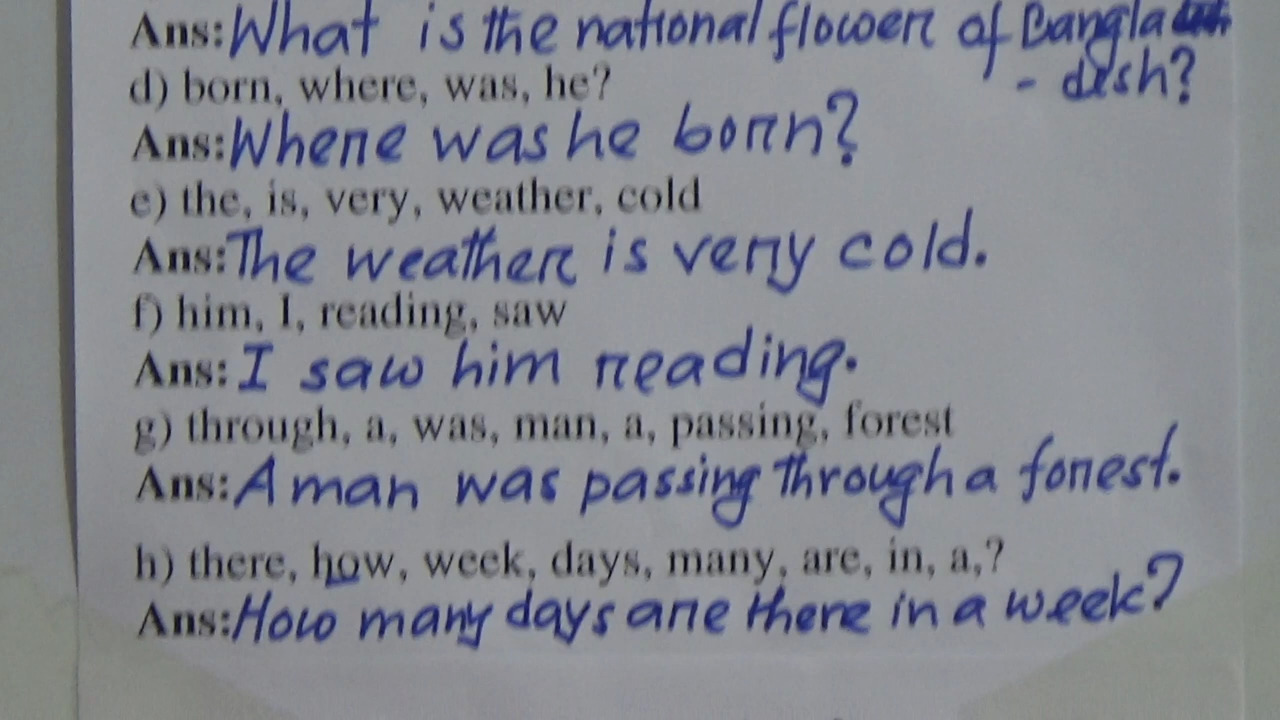 Ans: What is the national flower of Bangla
- desh?
d) born, where, was, he?
Ans: Where was he born?
e) the, is, very, weather, cold
Ans: The weather is very cold.
f) him, I, reading, saw
Ans: I saw him reading.
g) through, a, was, man, a, passing, forest
Ans: A man was passing through a forest.
h) there, how, week, days, many, are, in, a,?
Ans: How many days are there in a week?